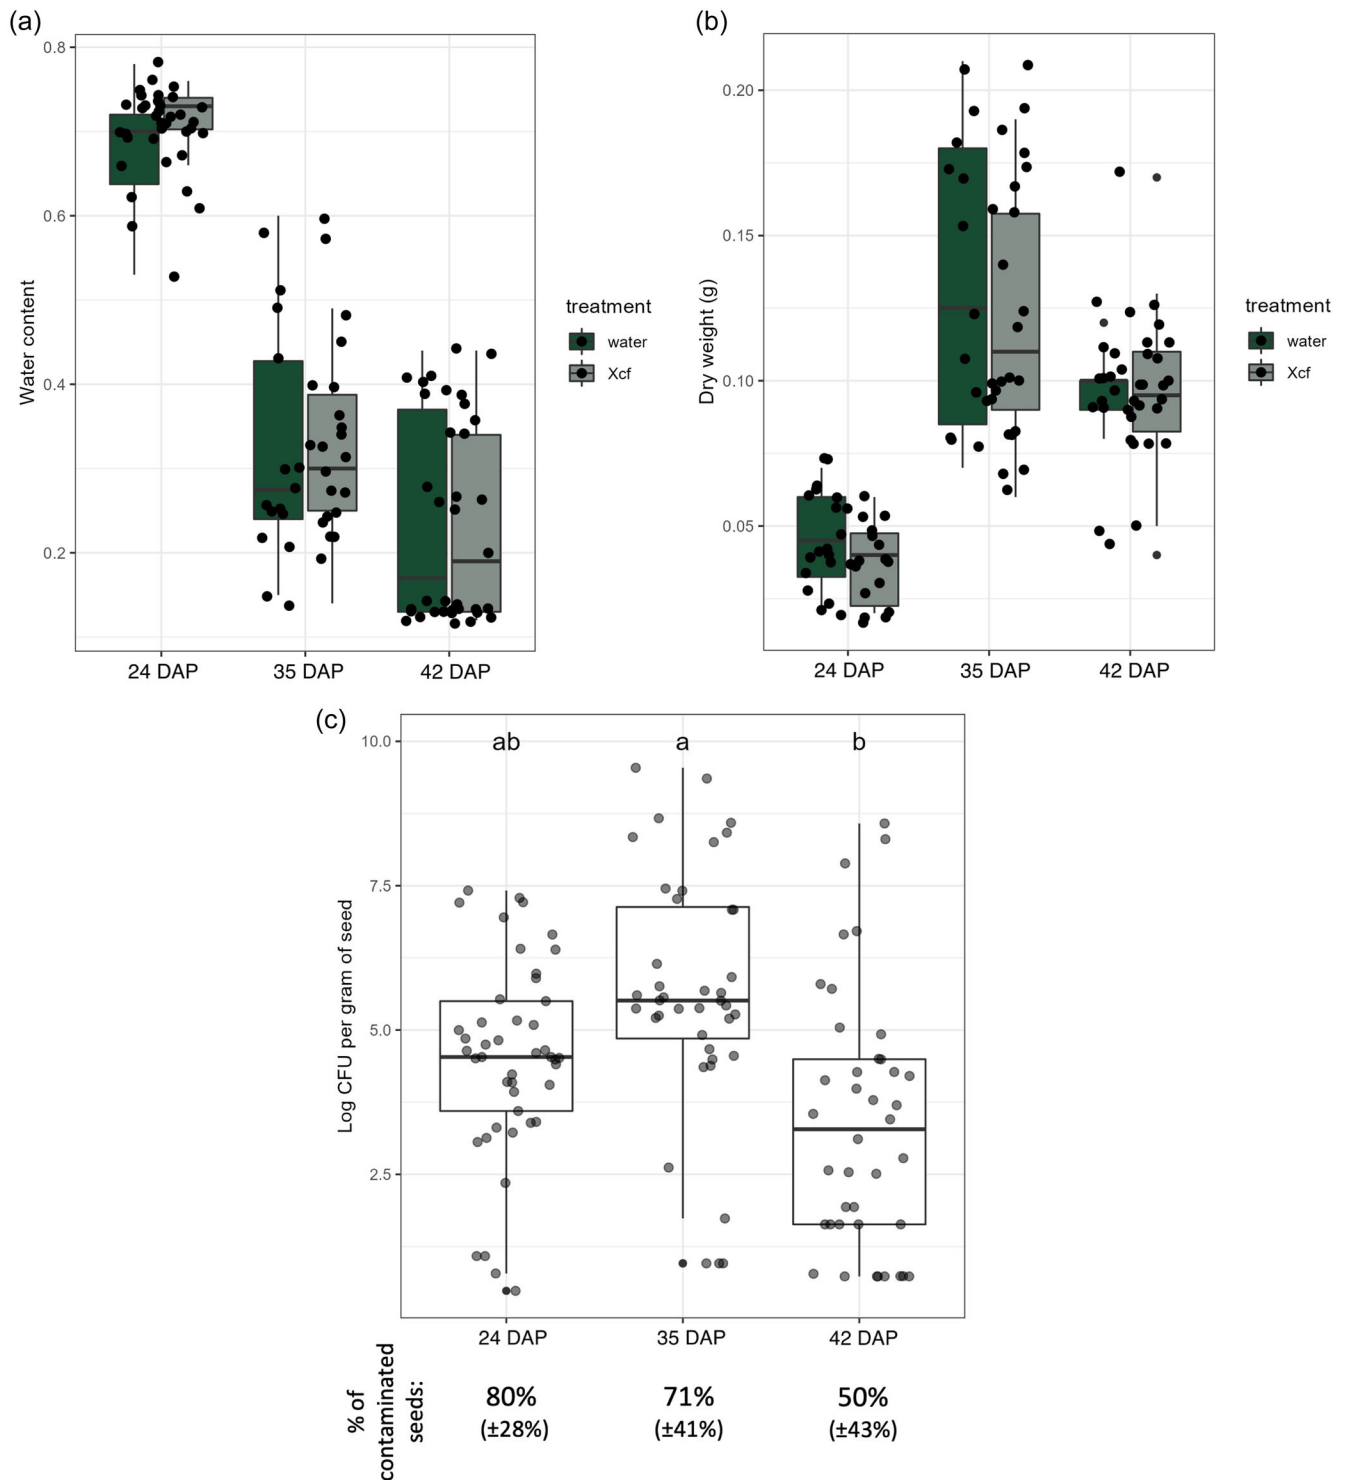 (a)
0.8
0.6
0.4
0.2
Water content
24 DAP 35 DAP 42 DAP
treatment
water
Xcf
(b)
0.20
0.15
0.10
0.05
Dry weight (g)
24 DAP 35 DAP 42 DAP
treatment
water
Xcf
(c)
10.0
7.5
5.0
2.5
Log CFU per gram of seed
ab a b
24 DAP 35 DAP 42 DAP
% of
contaminated
seeds:
80% 71% 50%
(±28%) (±41%) (±43%)